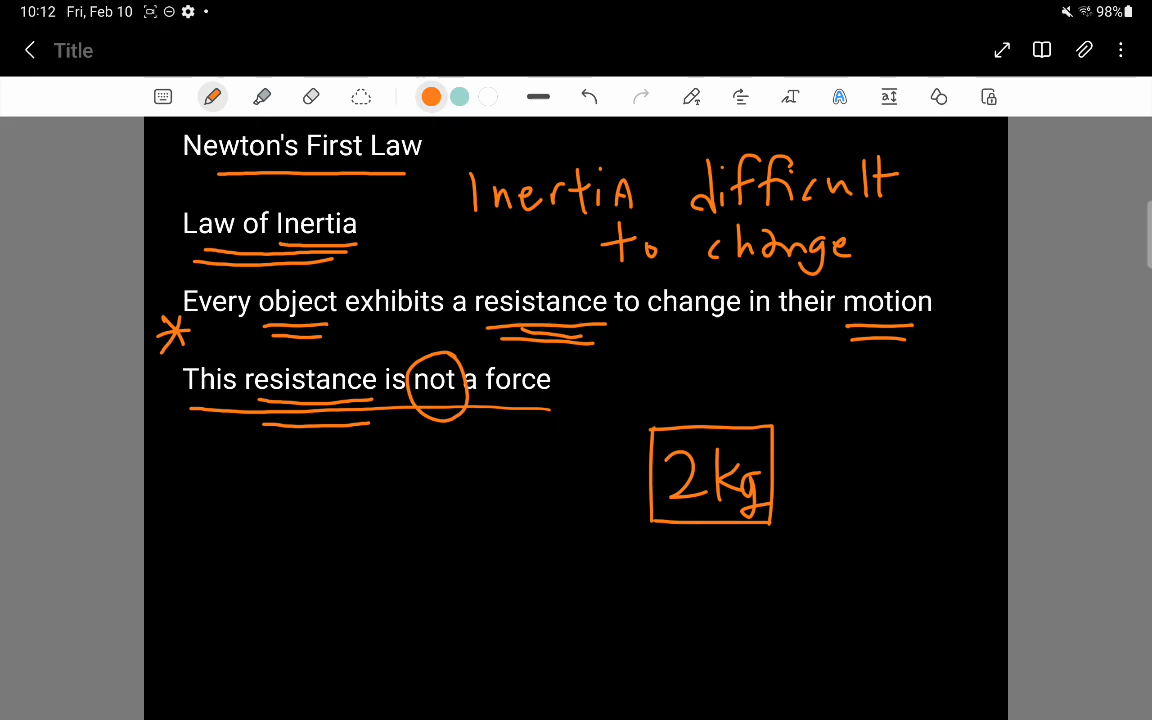 10:12 Fri, Feb 10
98%
Title
Newton's First Law
Inertia difficult
to change
Law of Inertia
Every object exhibits a resistance to change in their motion
This resistance is not a force
2kg